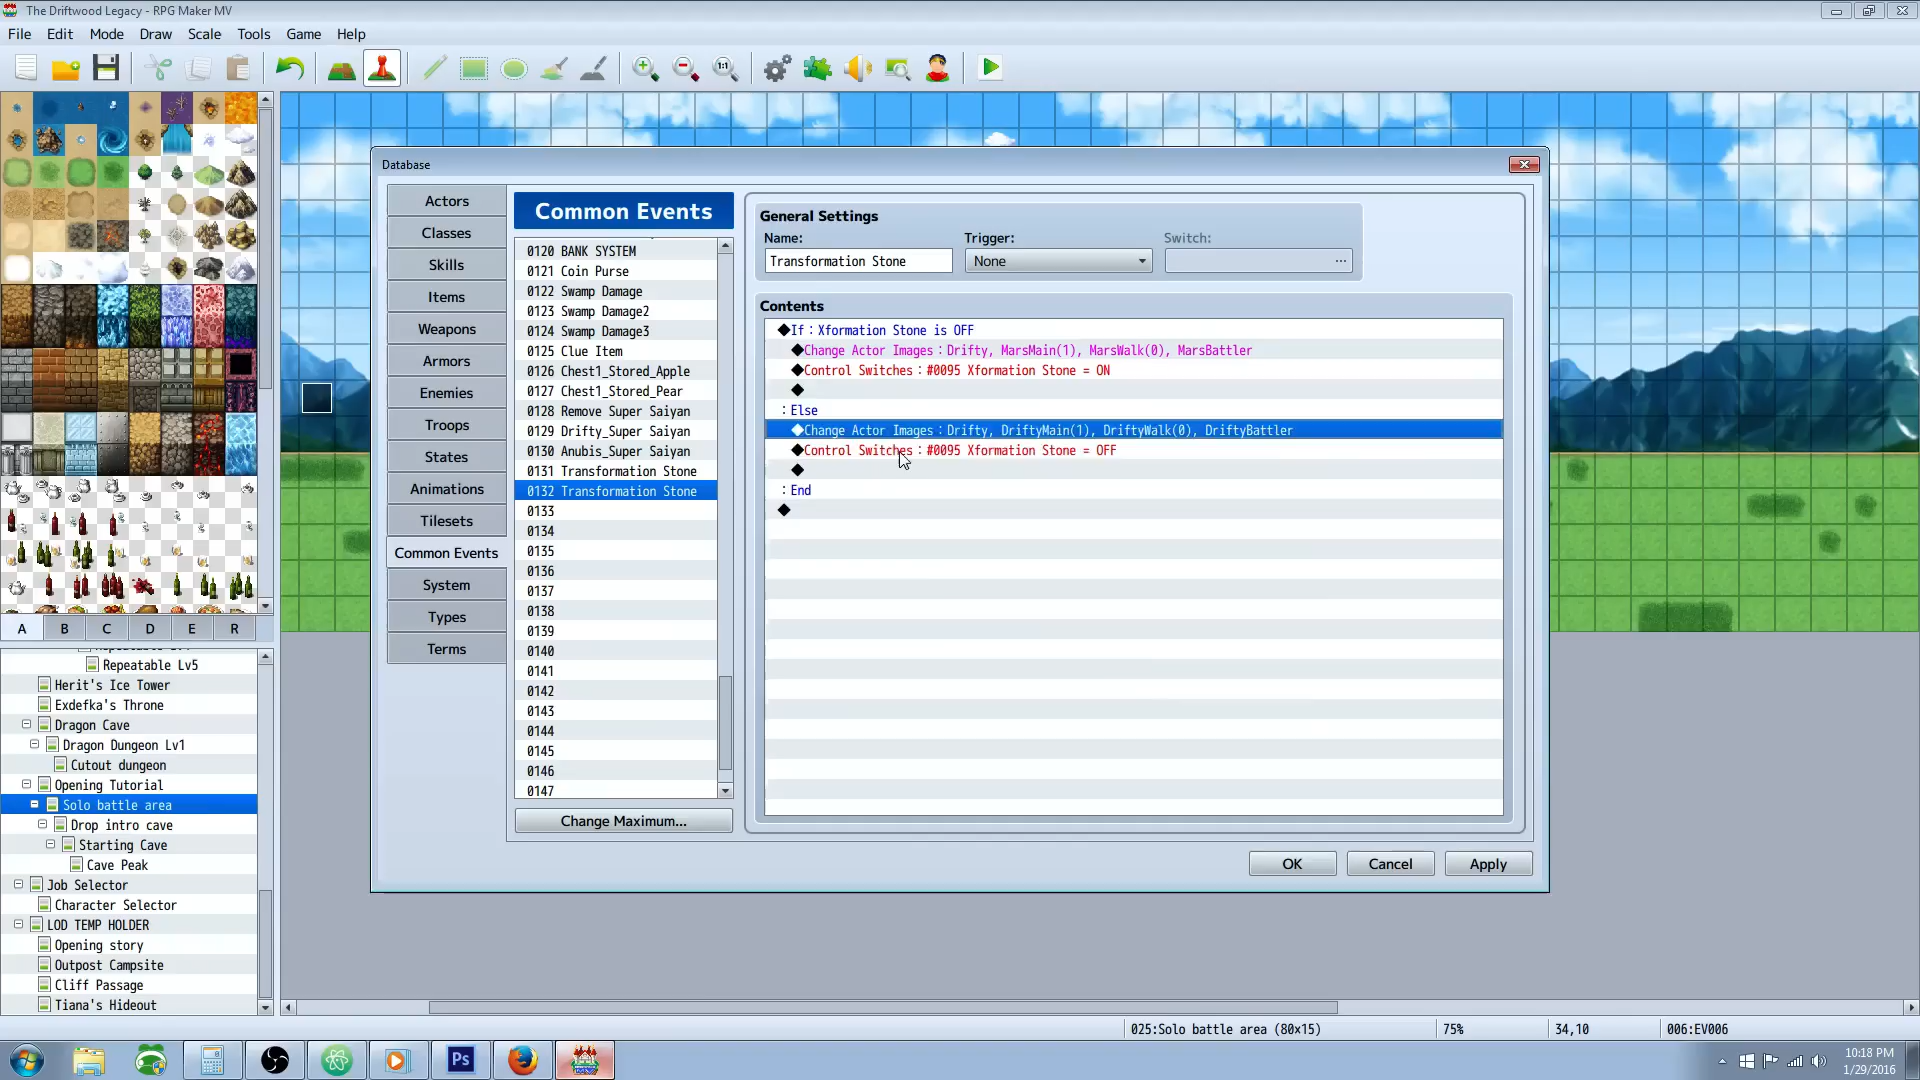 The Driftwood Legacy - RPG Maker MV
File Edit Mode Draw Scale Tools Game Help
1:1
A B C D E R
Repeatable Lv5
Herit's Ice Tower
Exdefka's Throne
Dragon Cave
Dragon Dungeon Lv1
Cutout dungeon
Opening Tutorial
Solo battle area
Drop intro cave
Starting Cave
Cave Peak
Job Selector
Character Selector
LOD TEMP HOLDER
Opening story
Outpost Campsite
Cliff Passage
Tiana's Hideout
Database
Actors
Classes
Skills
Items
Weapons
Armors
Enemies
Troops
States
Animations
Tilesets
Common Events
System
Types
Terms
Common Events
0120 BANK SYSTEM
0121 Coin Purse
0122 Swamp Damage
0123 Swamp Damage2
0124 Swamp Damage3
0125 Clue Item
0126 Chest1_Stored_Apple
0127 Chest1_Stored_Pear
0128 Remove Super Saiyan
0129 Drifty_Super Saiyan
0130 Anubis_Super Saiyan
0131 Transformation Stone
0132 Transformation Stone
0133
0134
0135
0136
0137
0138
0139
0140
0141
0142
0143
0144
0145
0146
0147
Change Maximum...
General Settings
Name: Trigger: Switch:
Transformation Stone None ...
Contents
◆If : Xformation Stone is OFF
◆Change Actor Images : Drifty, MarsMain(1), MarsWalk(0), MarsBattler
◆Control Switches : #0095 Xformation Stone = ON
◆
: Else
◆Change Actor Images : Drifty, DriftyMain(1), DriftyWalk(0), DriftyBattler
◆Control Switches : #0095 Xformation Stone = OFF
◆
: End
◆
OK Cancel Apply
025:Solo battle area (80x15) 75% 34,10 006:EV006
Ps
10:18 PM
1/29/2016